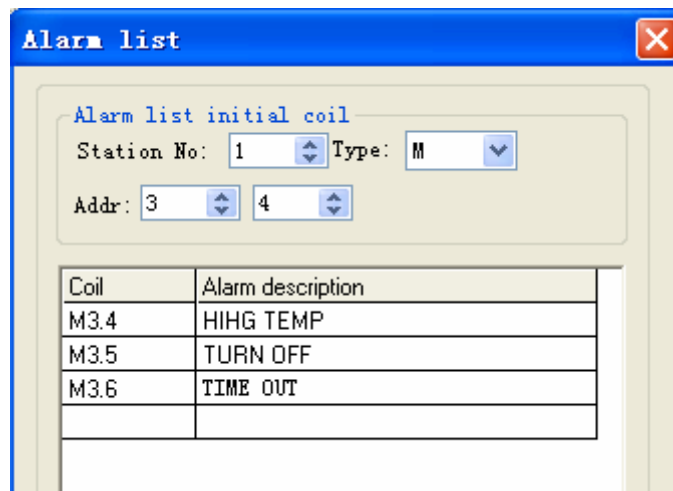 Alarm list
Alarm list initial coil
Station No: 1 Type: M
Addr: 3 4
Coil Alarm description
M3.4 HIHG TEMP
M3.5 TURN OFF
M3.6 TIME OUT